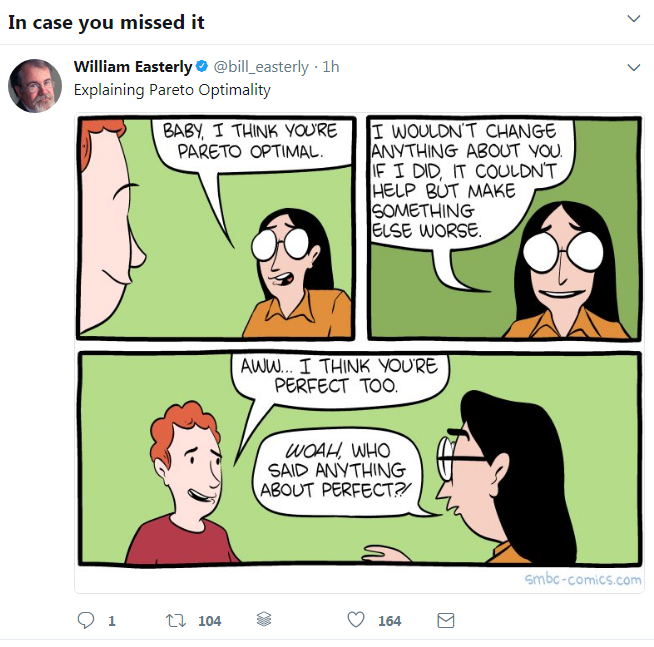 In case you missed it
William Easterly @bill_easterly · 1h
Explaining Pareto Optimality
BABY, I THINK YOU'RE
PARETO OPTIMAL.
I WOULDN'T CHANGE
ANYTHING ABOUT YOU.
IF I DID, IT COULDN'T
HELP BUT MAKE
SOMETHING
ELSE WORSE.
AWW... I THINK YOU'RE
PERFECT TOO.
WOAH, WHO
SAID ANYTHING
ABOUT PERFECT?!
smbc-comics.com
1 104 164